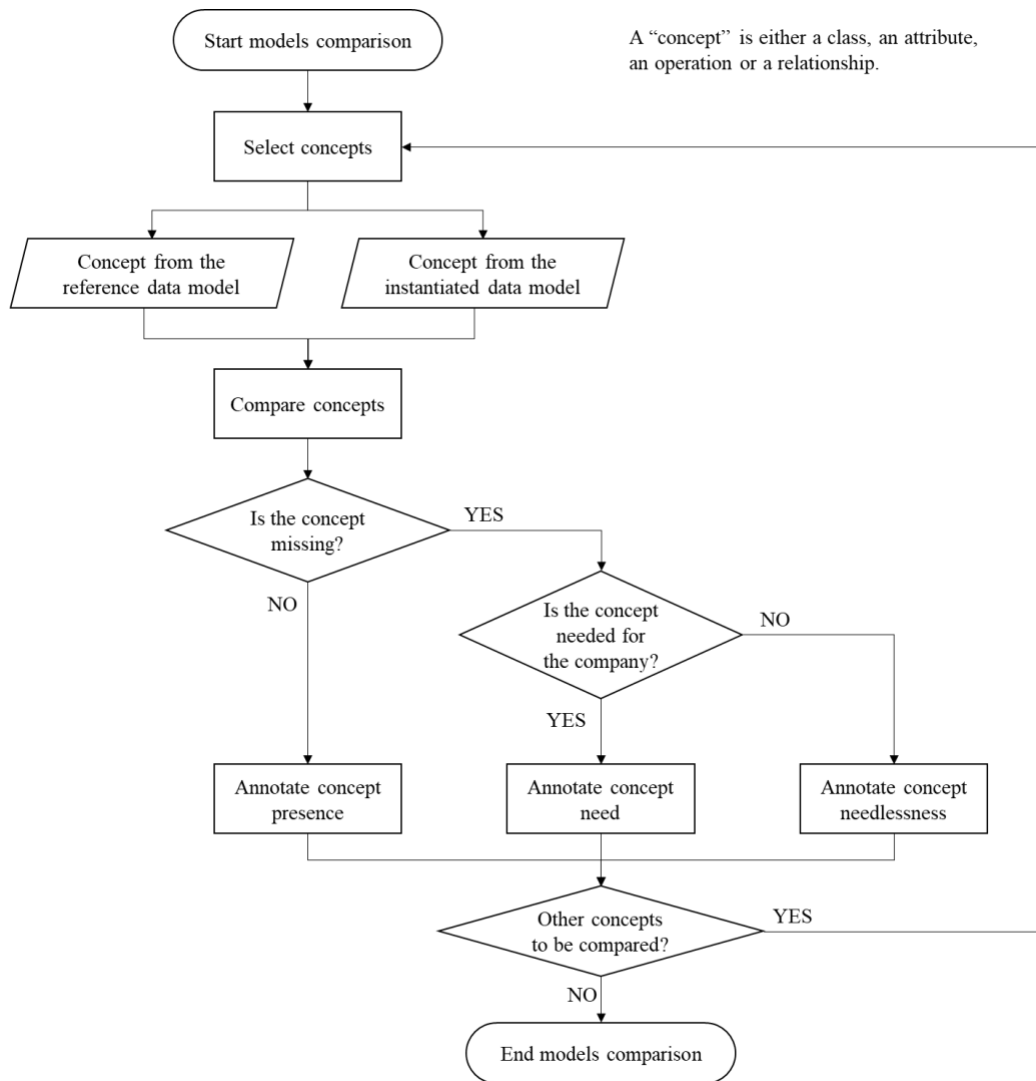 Start models comparison
A “concept” is either a class, an attribute,
an operation or a relationship.
Select concepts
Concept from the
reference data model
Concept from the
instantiated data model
Compare concepts
Is the concept
missing?
YES
NO
Is the concept
needed for
the company?
NO
YES
Annotate concept
presence
Annotate concept
need
Annotate concept
needlessness
Other concepts
to be compared?
YES
NO
End models comparison